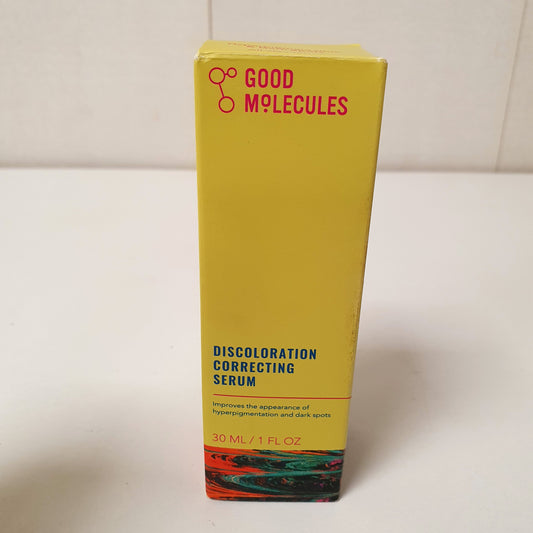 GOOD
MOLECULES
DISCOLORATION
CORRECTING
SERUM
Improves the appearance of
hyperpigmentation and dark spots
30 ML / 1 FL OZ